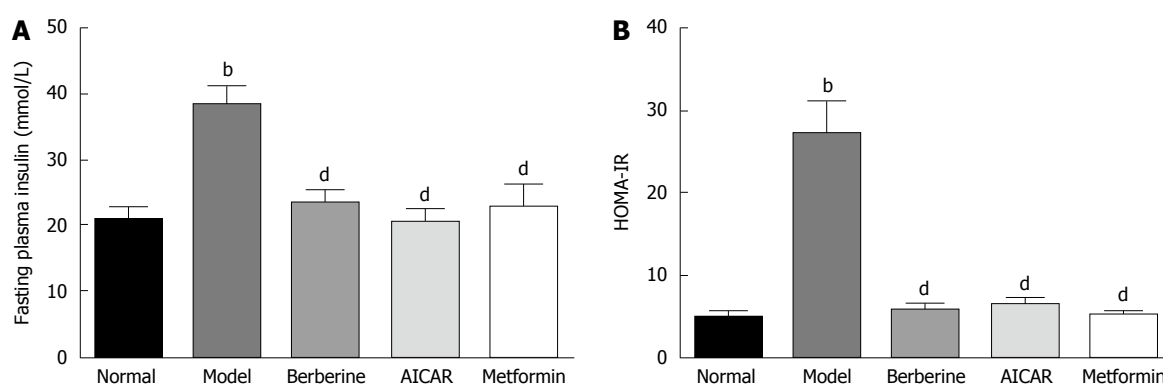 A
Fasting plasma insulin (mmol/L)
50
40
30
20
10
0
b
d
d
d
Normal Model Berberine AICAR Metformin
B
HOMA-IR
40
30
20
10
0
b
d
d
d
Normal Model Berberine AICAR Metformin